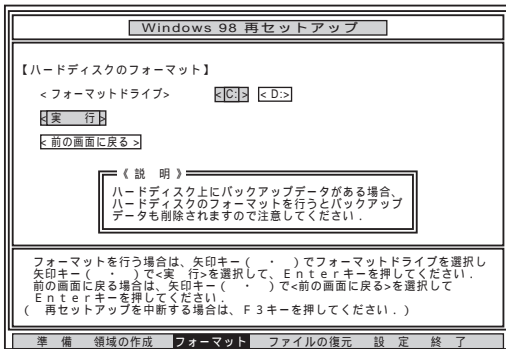 Windows 98 再セットアップ
【ハードディスクのフォーマット】
<フォーマットドライブ> <C:> <D:>
<実 行>
<前の画面に戻る>
《説 明》
ハードディスク上にバックアップデータがある場合、
ハードディスクのフォーマットを行うとバックアップ
データも削除されますので注意してください.
フォーマットを行う場合は、矢印キー( ・ )でフォーマットドライブを選択し
矢印キー( ・ )で<実 行>を選択して、Enterキーを押してください.
前の画面に戻る場合は、矢印キー( ・ )で<前の画面に戻る>を選択して
Enterキーを押してください.
( 再セットアップを中断する場合は、F3キーを押してください.)
準 備 領域の作成 フォーマット ファイルの復元 設 定 終 了